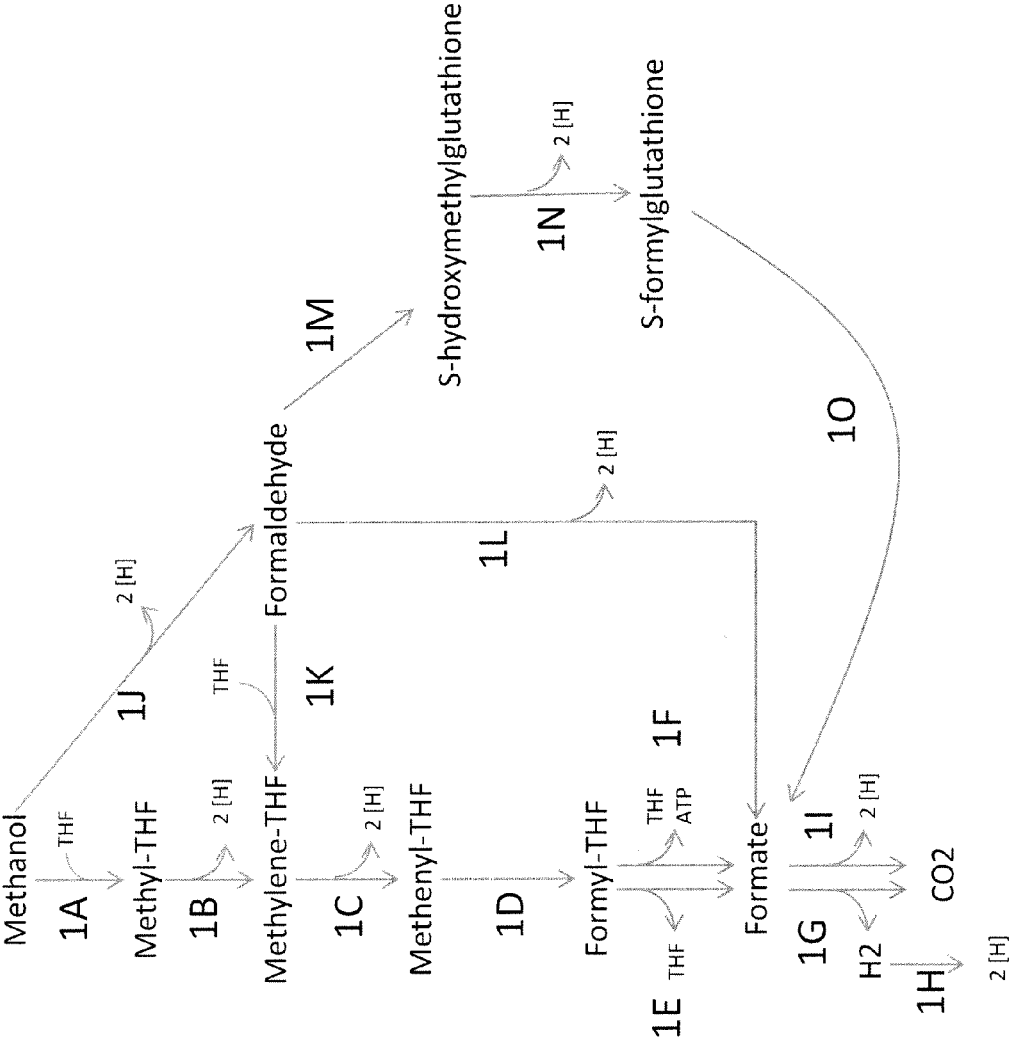 Methanol
1A
THF
1J
2 [H]
Methyl-THF
1B
2 [H]
Methylene-THF
THF
1K
Formaldehyde
1M
1C
2 [H]
Methenyl-THF
S-hydroxymethylglutathione
1D
1L
1N
2 [H]
2 [H]
Formyl-THF
S-formylglutathione
1E
THF
THF
ATP
1F
Formate
1O
1G
1I
H2
2 [H]
1H
CO2
2 [H]